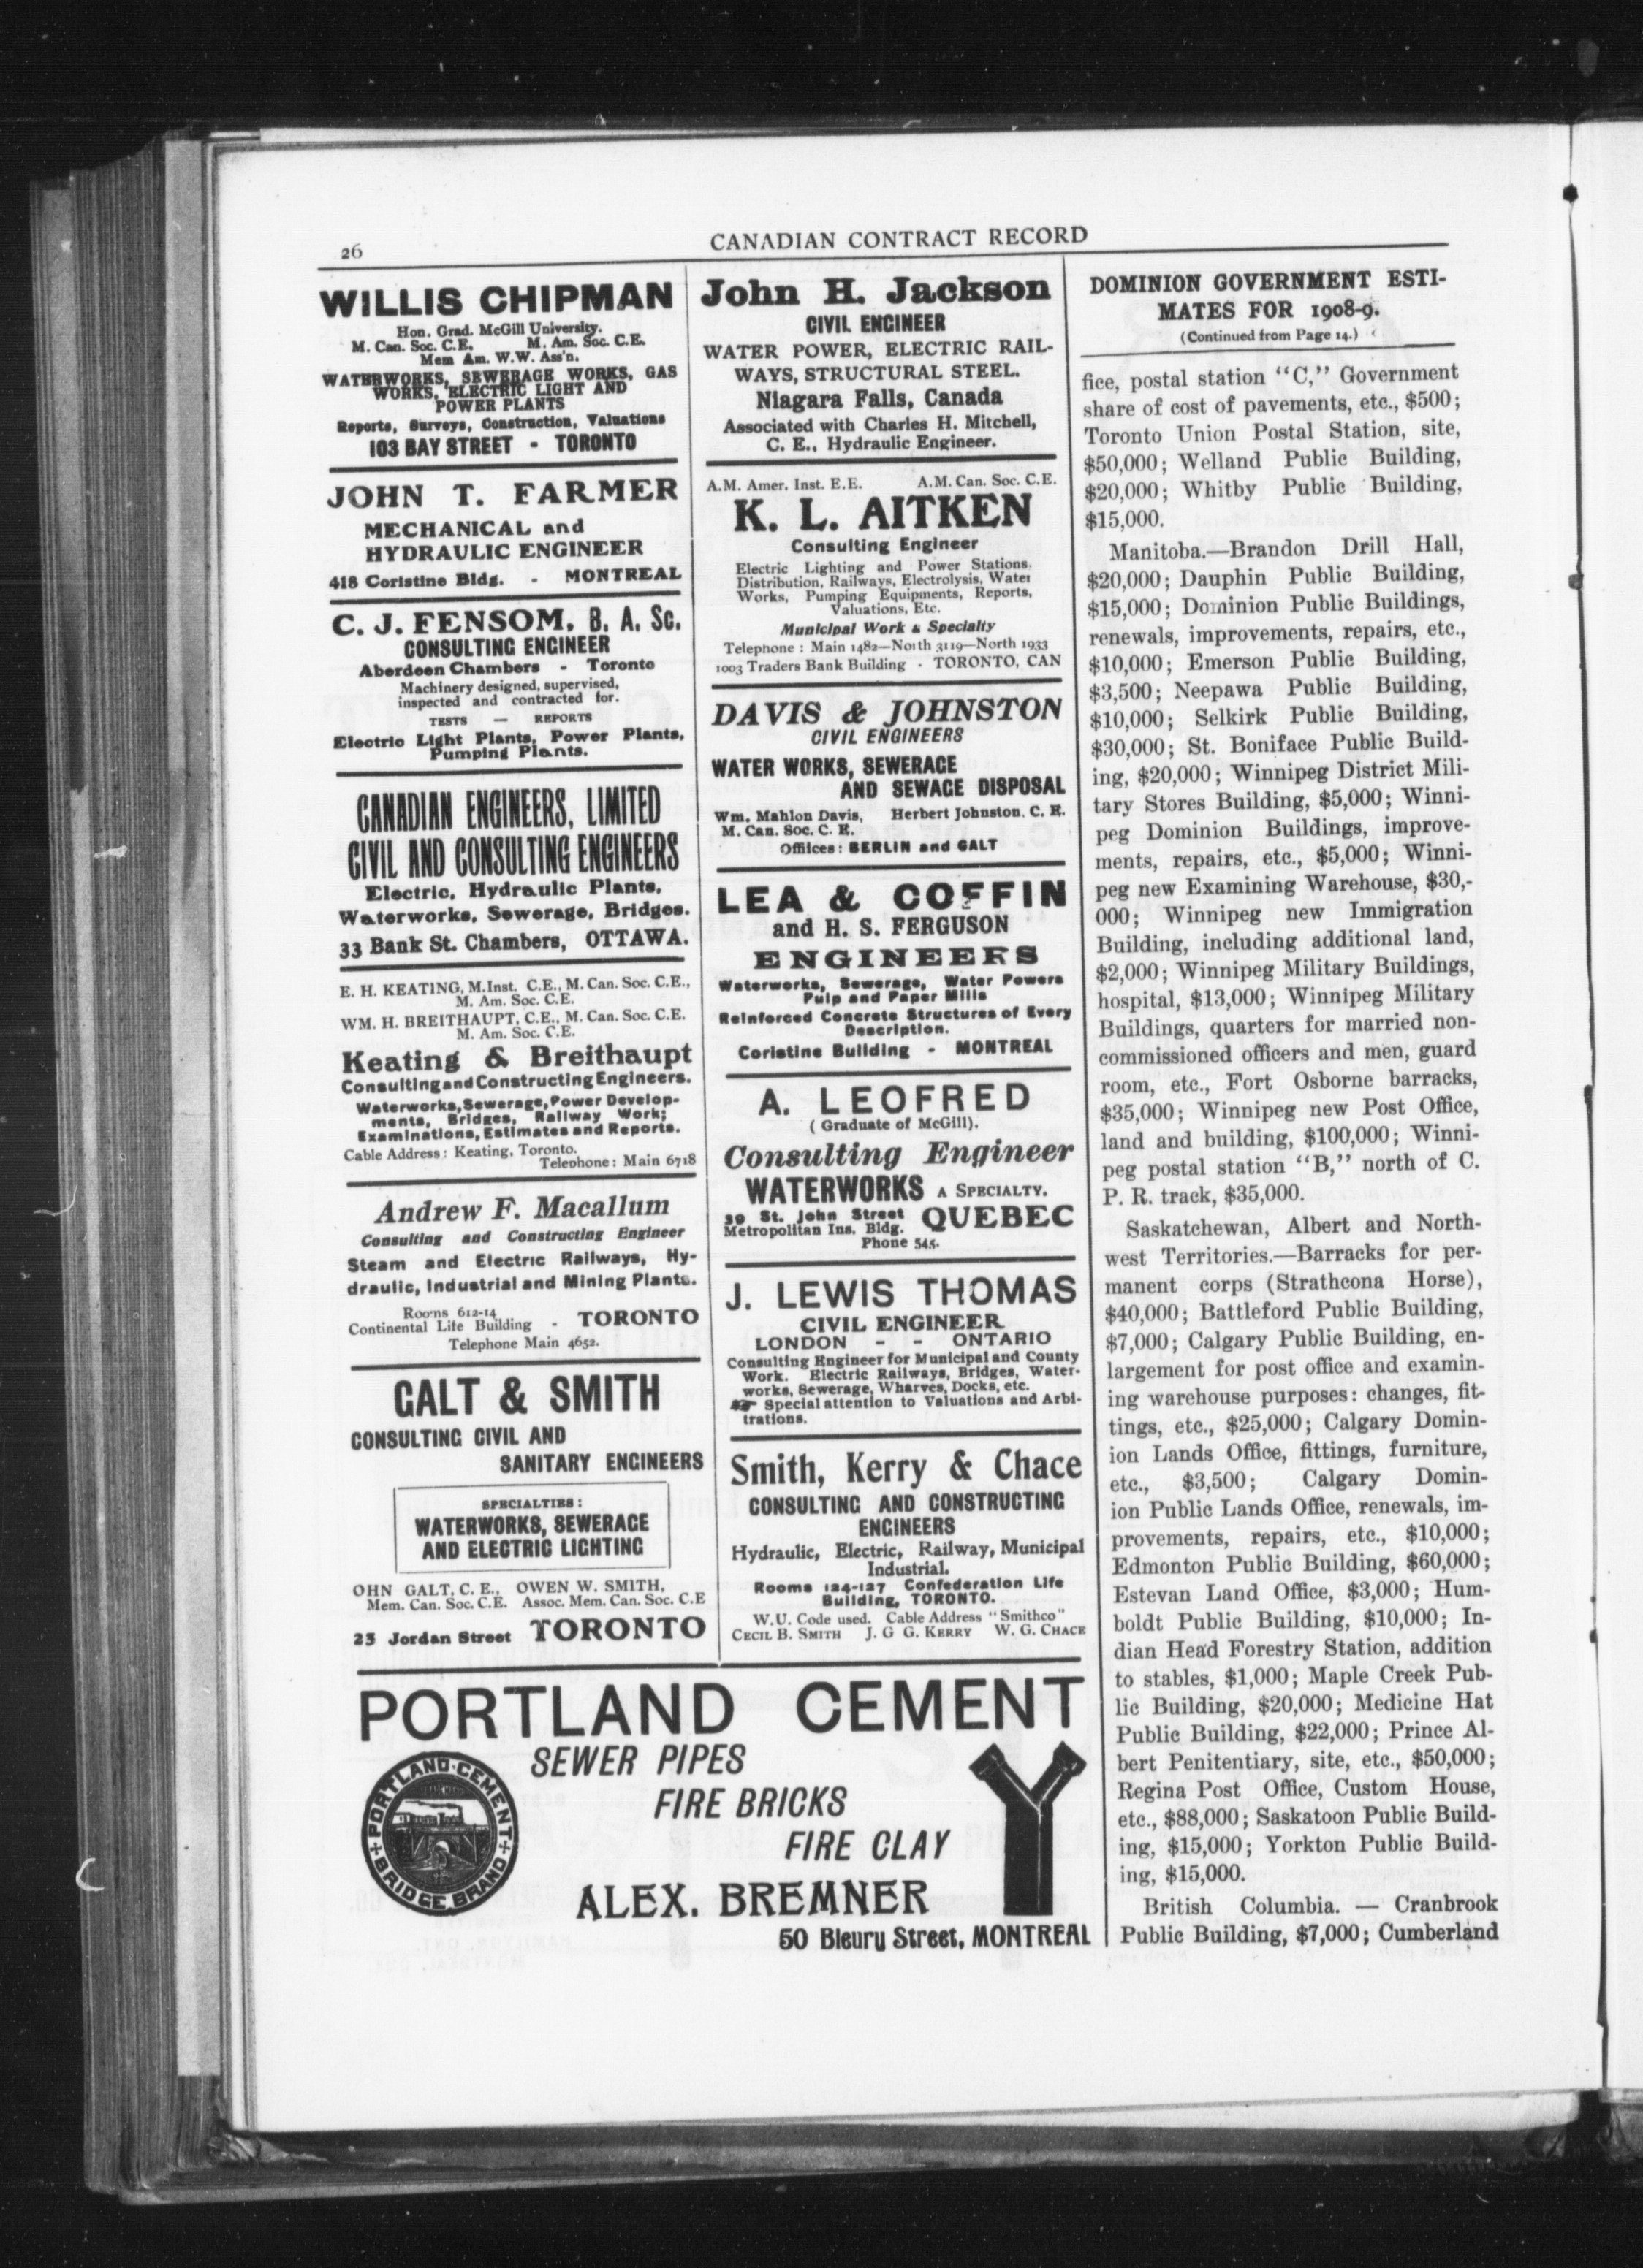 26
CANADIAN CONTRACT RECORD
WILLIS CHIPMAN
Hon. Grad. McGill University.
M. Can. Soc. C.E. M. Am. Soc. C.E.
Mem Am. W.W. Ass'n.
WATERWORKS, SEWERAGE WORKS, GAS
WORKS, ELECTRIC LIGHT AND
POWER PLANTS
Reports, Surveys, Construction, Valuations
103 BAY STREET - TORONTO
JOHN T. FARMER
MECHANICAL and
HYDRAULIC ENGINEER
418 Coristine Bldg. - MONTREAL
C. J. FENSOM, B. A. Sc.
CONSULTING ENGINEER
Aberdeen Chambers - Toronto
Machinery designed, supervised,
inspected and contracted for.
TESTS — REPORTS
Electric Light Plants, Power Plants,
Pumping Plants.
CANADIAN ENGINEERS, LIMITED
CIVIL AND CONSULTING ENGINEERS
Electric, Hydraulic Plants,
Waterworks, Sewerage, Bridges.
33 Bank St. Chambers, OTTAWA.
E. H. KEATING, M.Inst. C.E., M. Can. Soc. C.E.,
M. Am. Soc. C.E.
WM. H. BREITHAUPT, C.E., M. Can. Soc. C.E.
M. Am. Soc. C.E.
Keating & Breithaupt
Consulting and Constructing Engineers.
Waterworks, Sewerage, Power Develop-
ments, Bridges, Railway Work;
Examinations, Estimates and Reports.
Cable Address: Keating, Toronto.
Telephone: Main 6718
Andrew F. Macallum
Consulting and Constructing Engineer
Steam and Electric Railways, Hy-
draulic, Industrial and Mining Plants.
Rooms 612-14
Continental Life Building - TORONTO
Telephone Main 4652.
GALT & SMITH
CONSULTING CIVIL AND
SANITARY ENGINEERS
SPECIALTIES:
WATERWORKS, SEWERAGE
AND ELECTRIC LIGHTING
OHN GALT, C. E., OWEN W. SMITH,
Mem. Can. Soc. C.E. Assoc. Mem. Can. Soc. C.E
23 Jordan Street TORONTO
John H. Jackson
CIVIL ENGINEER
WATER POWER, ELECTRIC RAIL-
WAYS, STRUCTURAL STEEL.
Niagara Falls, Canada
Associated with Charles H. Mitchell,
C. E., Hydraulic Engineer.
A.M. Amer. Inst. E.E. A.M. Can. Soc. C.E.
K. L. AITKEN
Consulting Engineer
Electric Lighting and Power Stations.
Distribution, Railways, Electrolysis, Water
Works, Pumping Equipments, Reports,
Valuations, Etc.
Municipal Work a Specialty
Telephone : Main 1482—North 3119—North 1933
1003 Traders Bank Building - TORONTO, CAN
DAVIS & JOHNSTON
CIVIL ENGINEERS
WATER WORKS, SEWERAGE
AND SEWAGE DISPOSAL
Wm. Mahlon Davis, Herbert Johnston, C. E.
M. Can. Soc. C. E.
Offiices: BERLIN and GALT
LEA & COFFIN
and H. S. FERGUSON
ENGINEERS
Waterworks, Sewerage, Water Powers
Pulp and Paper Mills
Reinforced Concrete Structures of Every
Description.
Coristine Building - MONTREAL
A. LEOFRED
( Graduate of McGill).
Consulting Engineer
WATERWORKS A SPECIALTY.
39 St. John Street
Metropolitan Ins. Bldg. QUEBEC
Phone 545.
J. LEWIS THOMAS
CIVIL ENGINEER
LONDON - - ONTARIO
Consulting Engineer for Municipal and County
Work. Electric Railways, Bridges, Water-
works, Sewerage, Wharves, Docks, etc.
☛ Special attention to Valuations and Arbi-
trations.
Smith, Kerry & Chace
CONSULTING AND CONSTRUCTING
ENGINEERS
Hydraulic, Electric, Railway, Municipal
Industrial.
Rooms 124-127 Confederation Life
Building, TORONTO.
W.U. Code used. Cable Address "Smithco"
CECIL B. SMITH J. G G. KERRY W. G. CHACE
PORTLAND CEMENT
SEWER PIPES
FIRE BRICKS
FIRE CLAY
PORTLAND·CEMENT
BRIDGE BRAND
ALEX. BREMNER
50 Bleury Street, MONTREAL
DOMINION GOVERNMENT ESTI-
MATES FOR 1908-9.
(Continued from Page 14.)
fice, postal station "C," Government
share of cost of pavements, etc., $500;
Toronto Union Postal Station, site,
$50,000; Welland Public Building,
$20,000; Whitby Public Building,
$15,000.
Manitoba.—Brandon Drill Hall,
$20,000; Dauphin Public Building,
$15,000; Dominion Public Buildings,
renewals, improvements, repairs, etc.,
$10,000; Emerson Public Building,
$3,500; Neepawa Public Building,
$10,000; Selkirk Public Building,
$30,000; St. Boniface Public Build-
ing, $20,000; Winnipeg District Mili-
tary Stores Building, $5,000; Winni-
peg Dominion Buildings, improve-
ments, repairs, etc., $5,000; Winni-
peg new Examining Warehouse, $30,-
000; Winnipeg new Immigration
Building, including additional land,
$2,000; Winnipeg Military Buildings,
hospital, $13,000; Winnipeg Military
Buildings, quarters for married non-
commissioned officers and men, guard
room, etc., Fort Osborne barracks,
$35,000; Winnipeg new Post Office,
land and building, $100,000; Winni-
peg postal station "B," north of C.
P. R. track, $35,000.
Saskatchewan, Albert and North-
west Territories.—Barracks for per-
manent corps (Strathcona Horse),
$40,000; Battleford Public Building,
$7,000; Calgary Public Building, en-
largement for post office and examin-
ing warehouse purposes: changes, fit-
tings, etc., $25,000; Calgary Domin-
ion Lands Office, fittings, furniture,
etc., $3,500; Calgary Domin-
ion Public Lands Office, renewals, im-
provements, repairs, etc., $10,000;
Edmonton Public Building, $60,000;
Estevan Land Office, $3,000; Hum-
boldt Public Building, $10,000; In-
dian Head Forestry Station, addition
to stables, $1,000; Maple Creek Pub-
lic Building, $20,000; Medicine Hat
Public Building, $22,000; Prince Al-
bert Penitentiary, site, etc., $50,000;
Regina Post Office, Custom House,
etc., $88,000; Saskatoon Public Build-
ing, $15,000; Yorkton Public Build-
ing, $15,000.
British Columbia. — Cranbrook
Public Building, $7,000; Cumberland